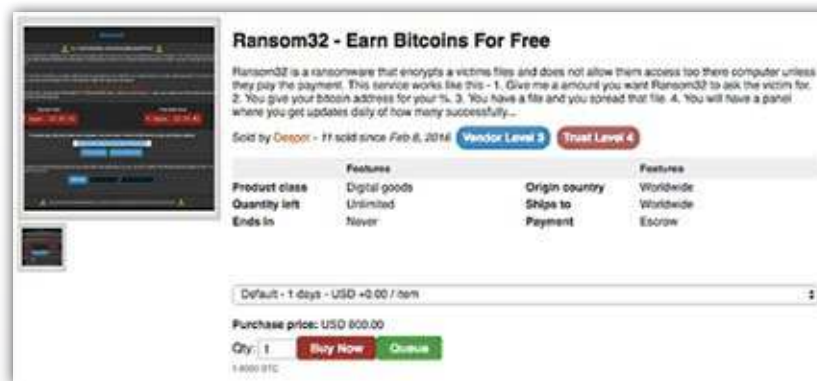 Ransom32 - Earn Bitcoins For Free
Ransom32 is a ransomware that encrypts a victims files and does not allow them access too there computer unless
they pay the payment. This service works like this - 1. Give me a amount you want Ransom32 to ask the victim for.
2. You give your bitcoin address for your %. 3. You have a file and you spread that file. 4. You will have a panel
where you get updates daily of how many successfully...
Sold by - 11 sold since Feb 8, 2016 Vendor Level 3 Trust Level 4
Features Features
Product class Digital goods Origin country Worldwide
Quantity left Unlimited Ships to Worldwide
Ends in Never Payment Escrow
Default - 1 days - USD +0.00 / item
Purchase price: USD 800.00
Qty: 1 Buy Now Queue
BTC